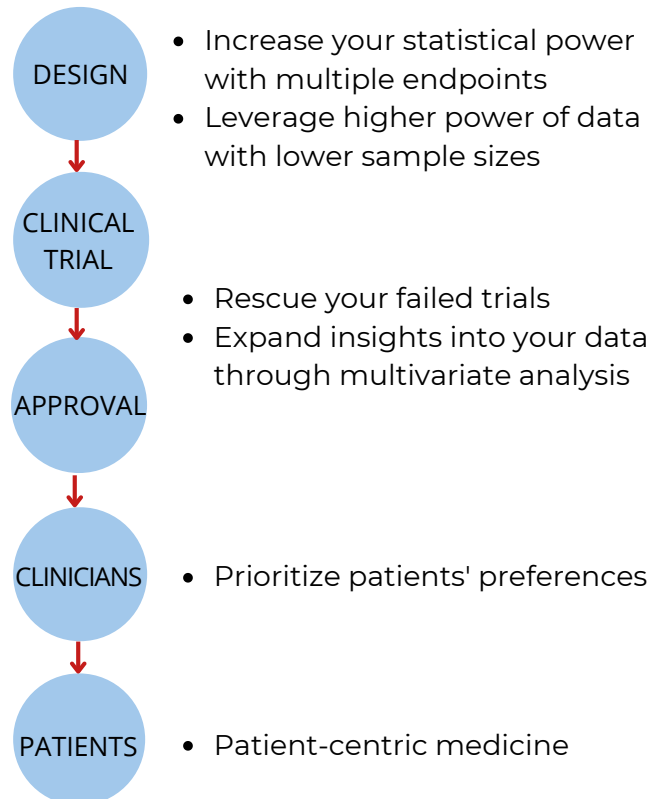 DESIGN
• Increase your statistical power
with multiple endpoints
• Leverage higher power of data
with lower sample sizes
CLINICAL
TRIAL
• Rescue your failed trials
• Expand insights into your data
through multivariate analysis
APPROVAL
CLINICIANS
• Prioritize patients' preferences
PATIENTS
• Patient-centric medicine